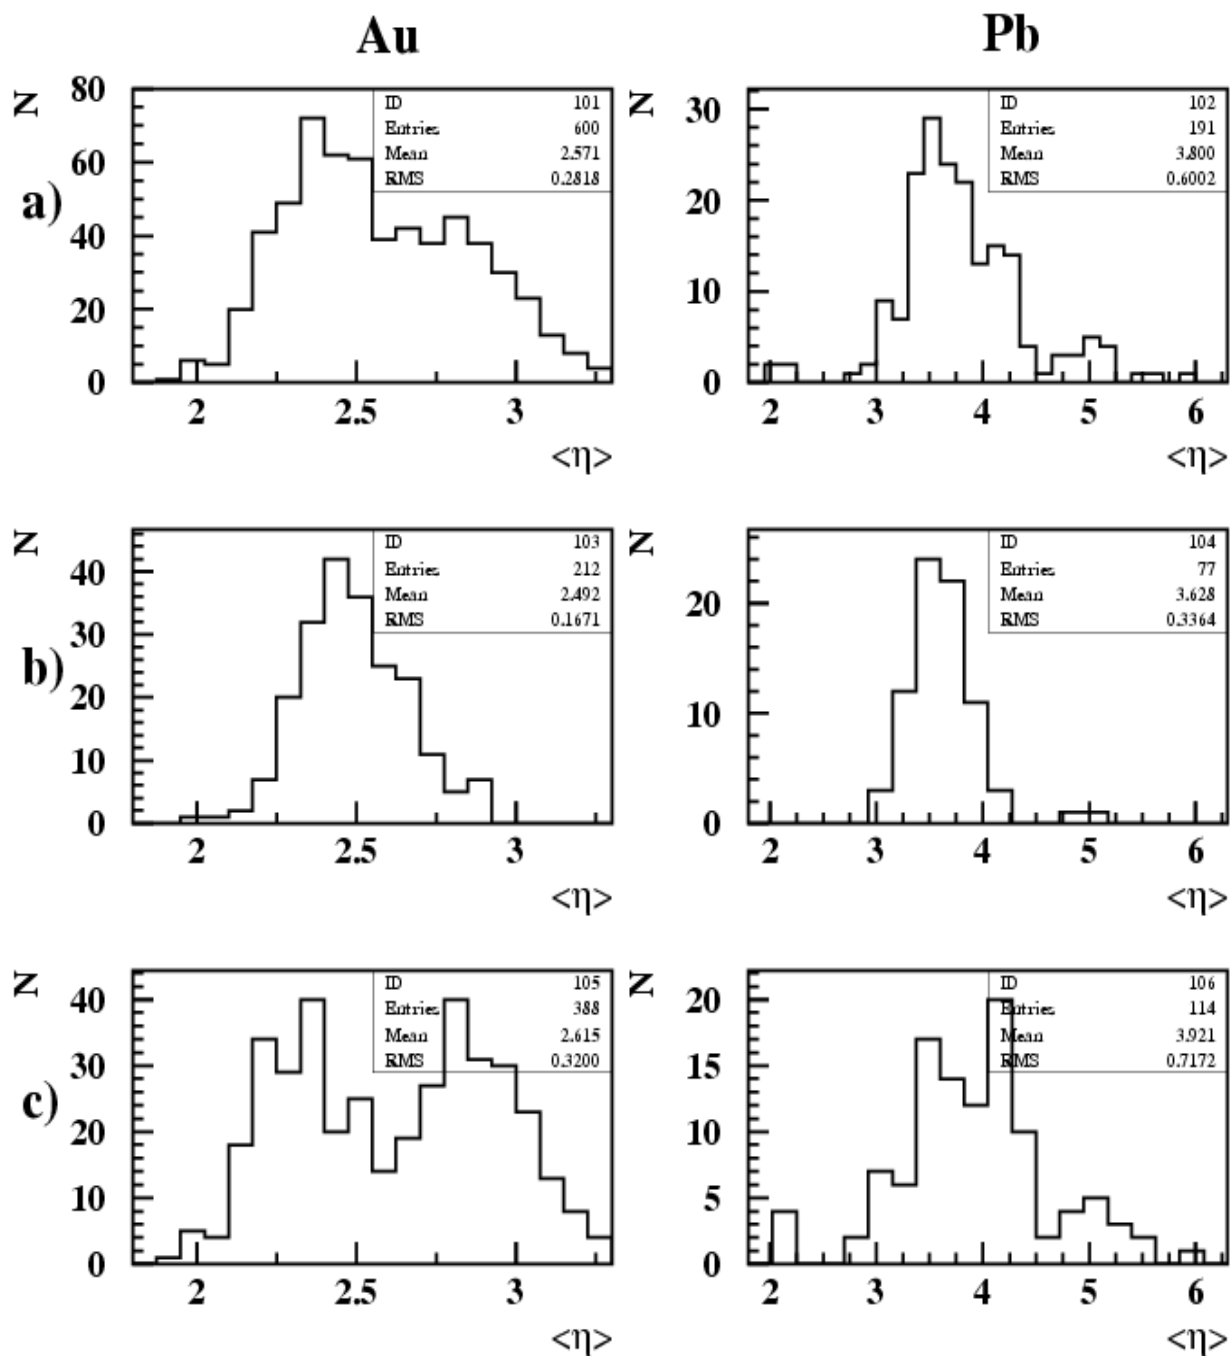 Au Pb
a)
N
80
60
40
20
0
2 2.5 3
<η>
ID 101
Entries 600
Mean 2.571
RMS 0.2818
N
30
20
10
0
2 3 4 5 6
<η>
ID 102
Entries 191
Mean 3.800
RMS 0.6002
b)
N
40
30
20
10
0
2 2.5 3
<η>
ID 103
Entries 212
Mean 2.492
RMS 0.1671
N
20
10
0
2 3 4 5 6
<η>
ID 104
Entries 77
Mean 3.628
RMS 0.3364
c)
N
40
30
20
10
0
2 2.5 3
<η>
ID 105
Entries 388
Mean 2.615
RMS 0.3200
N
20
15
10
5
0
2 3 4 5 6
<η>
ID 106
Entries 114
Mean 3.921
RMS 0.7172